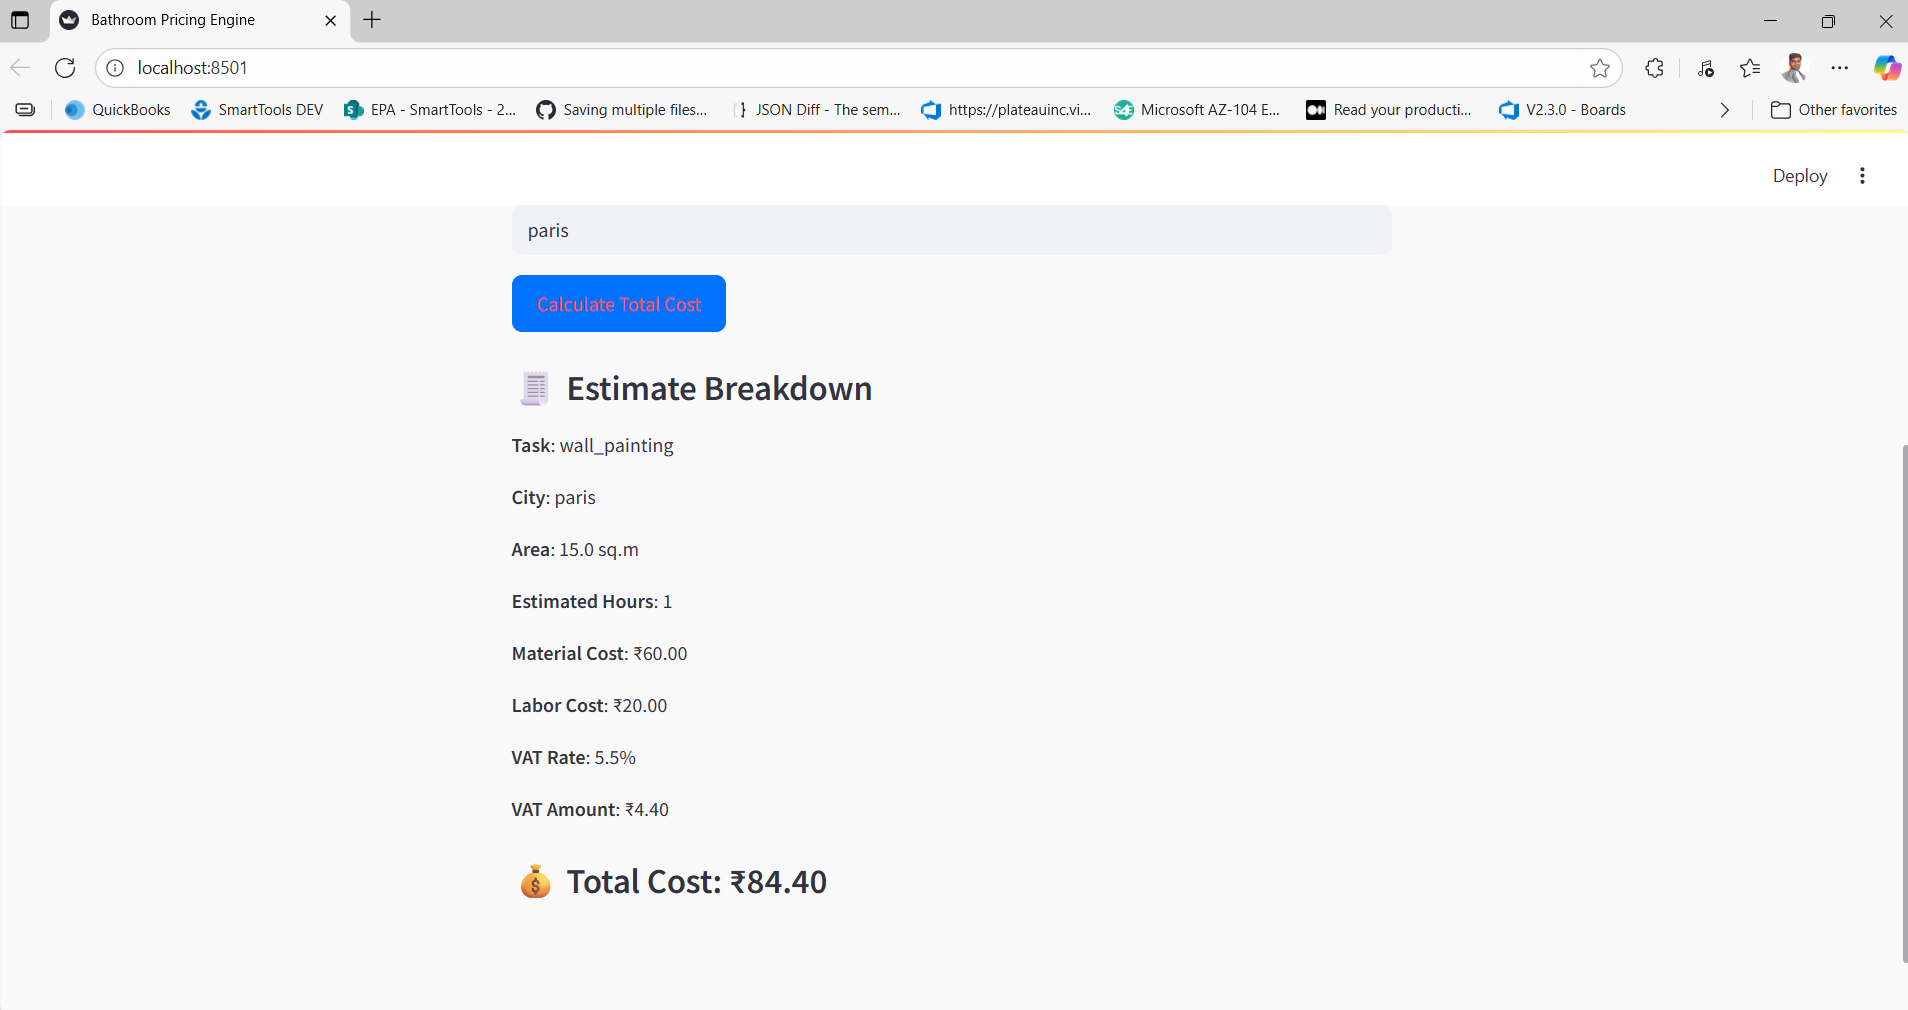 Bathroom Pricing Engine
localhost:8501
QuickBooks
SmartTools DEV
EPA - SmartTools - 2...
Saving multiple files...
JSON Diff - The sem...
https://plateauinc.vi...
Microsoft AZ-104 E...
Read your producti...
V2.3.0 - Boards
Other favorites
Deploy
paris
Calculate Total Cost
Estimate Breakdown
Task: wall_painting
City: paris
Area: 15.0 sq.m
Estimated Hours: 1
Material Cost: ₹60.00
Labor Cost: ₹20.00
VAT Rate: 5.5%
VAT Amount: ₹4.40
Total Cost: ₹84.40